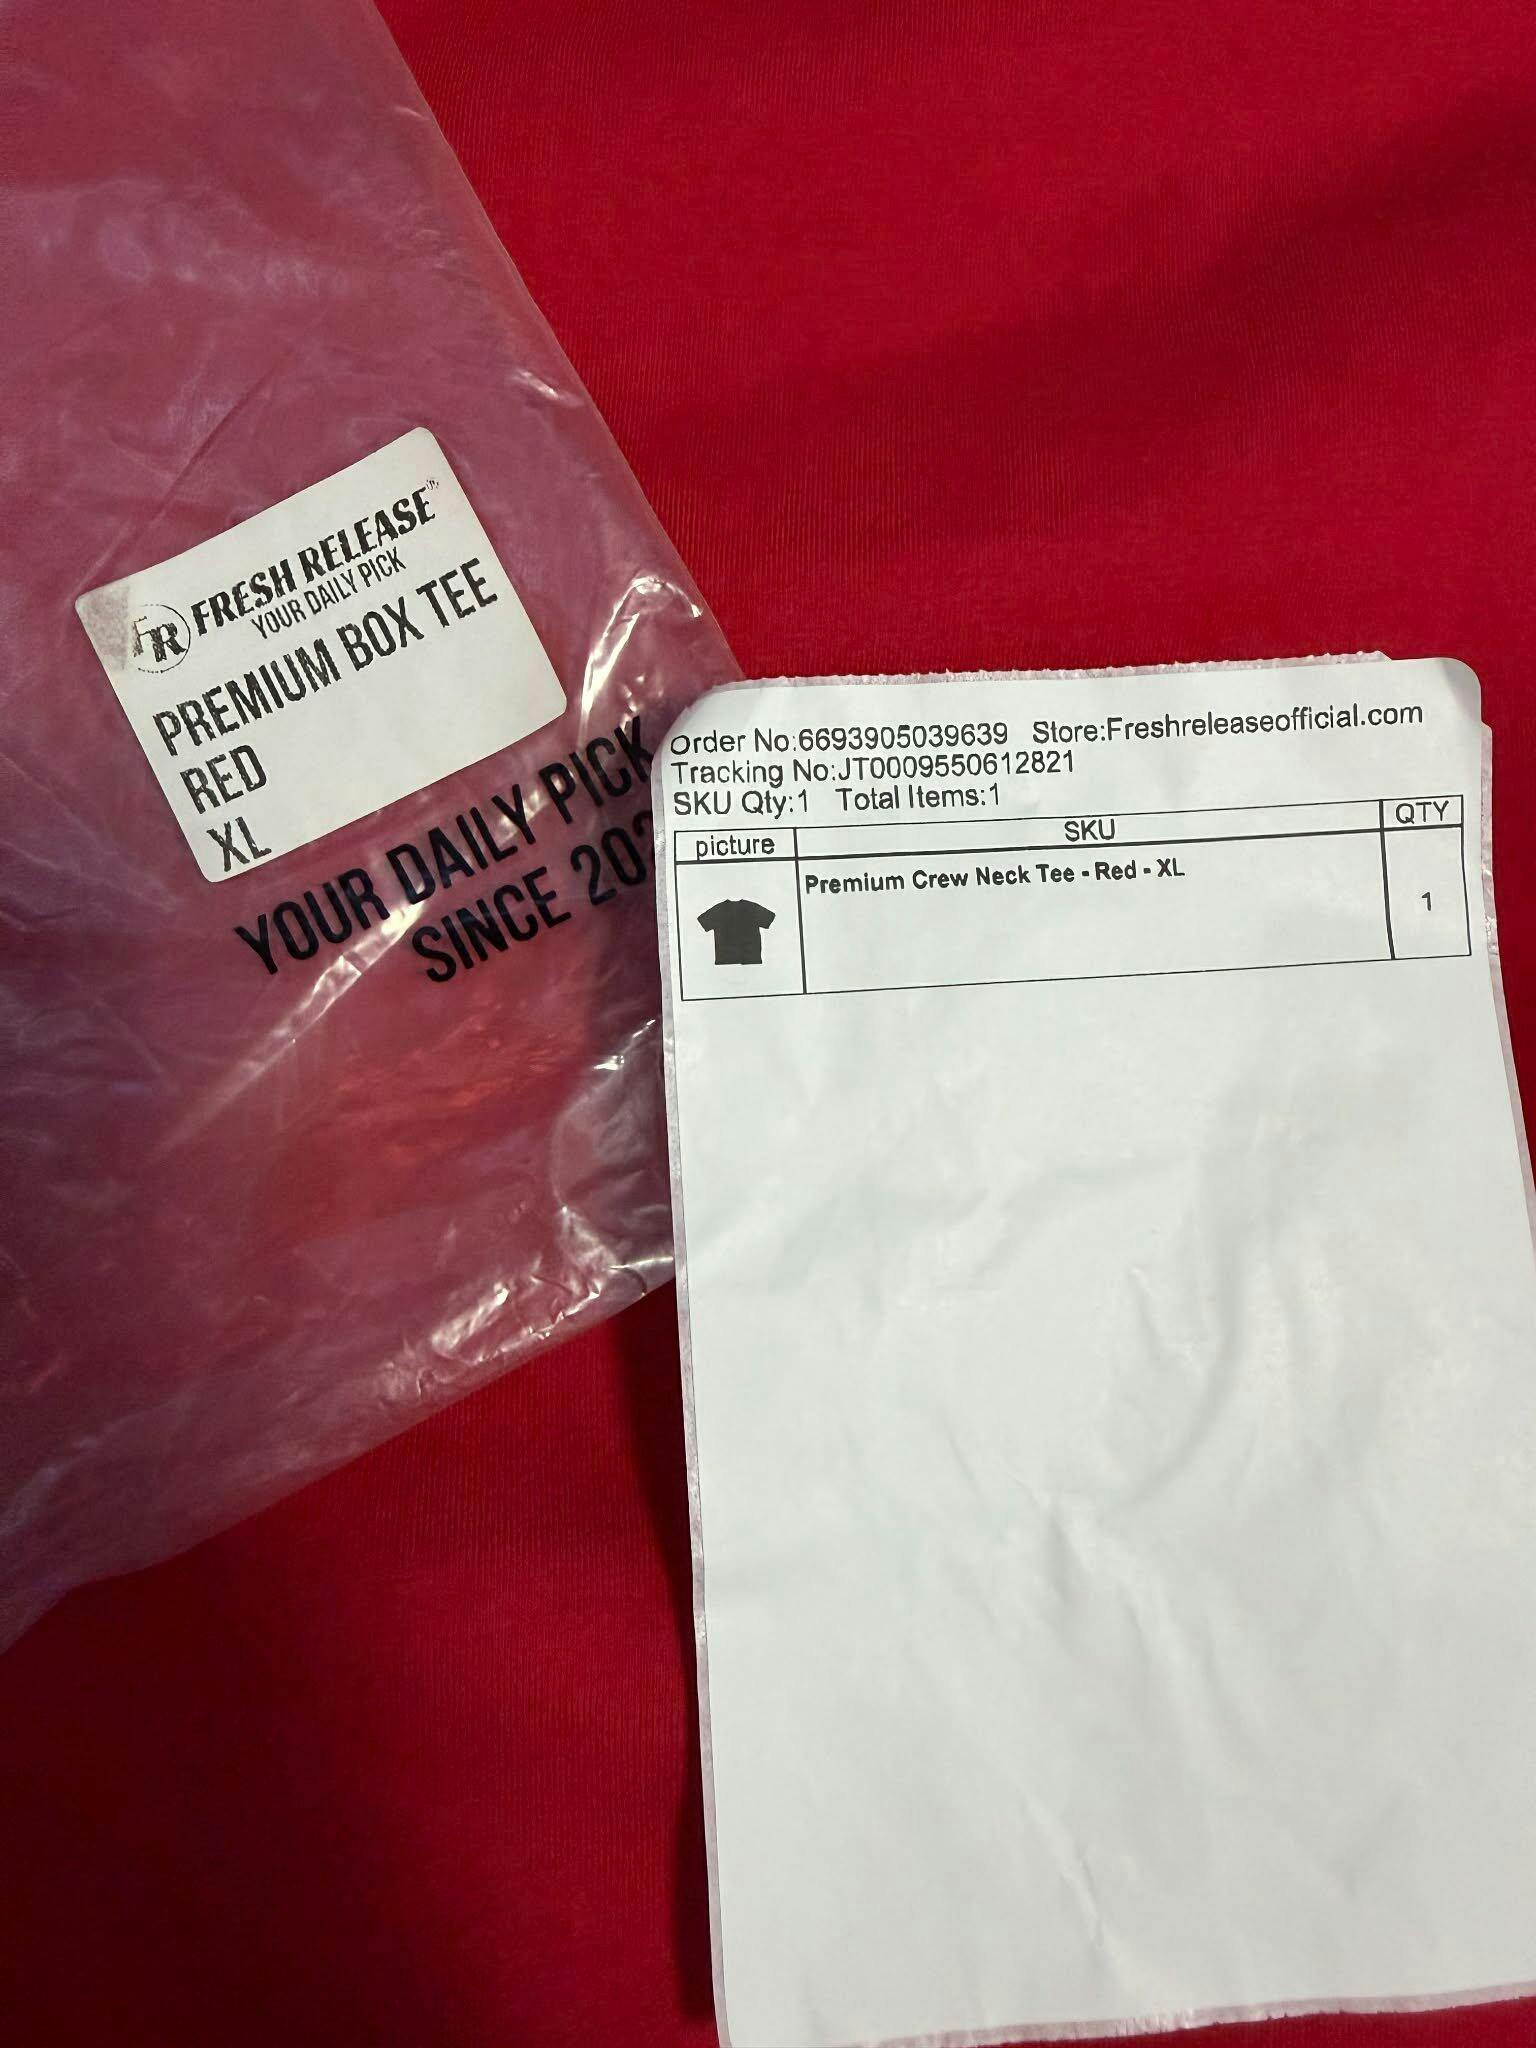 FR FRESH RELEASE
YOUR DAILY PICK
PREMIUM BOX TEE
RED
XL
YOUR DAILY PICK
SINCE
Order No:6693905039639 Store:Freshreleaseofficial.com
Tracking No:JT0009550612821
SKU Qty:1 Total Items:1
picture SKU QTY
Premium Crew Neck Tee - Red - XL
1